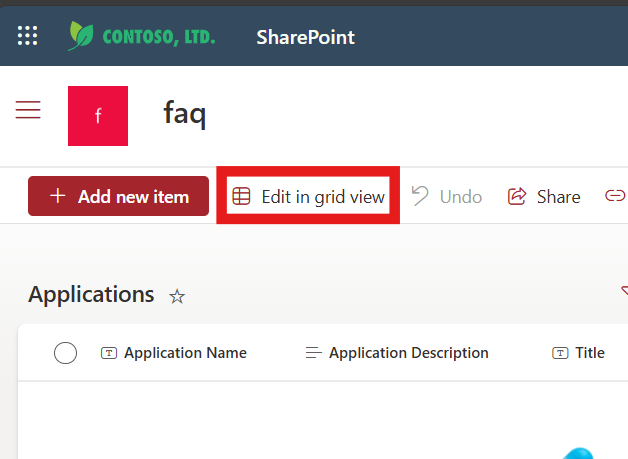 CONTOSO, LTD. SharePoint
f faq
Add new item Edit in grid view Undo Share
Applications
Application Name Application Description Title